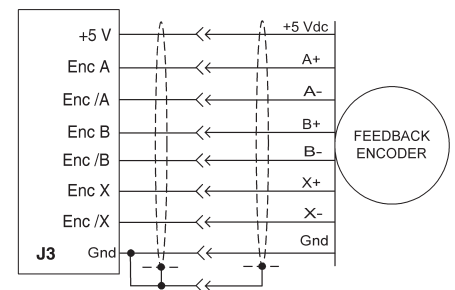 +5 V +5 Vdc
Enc A A+
Enc /A A-
Enc B B+
Enc /B B-
Enc X X+
Enc /X X-
J3 Gnd Gnd
FEEDBACK
ENCODER